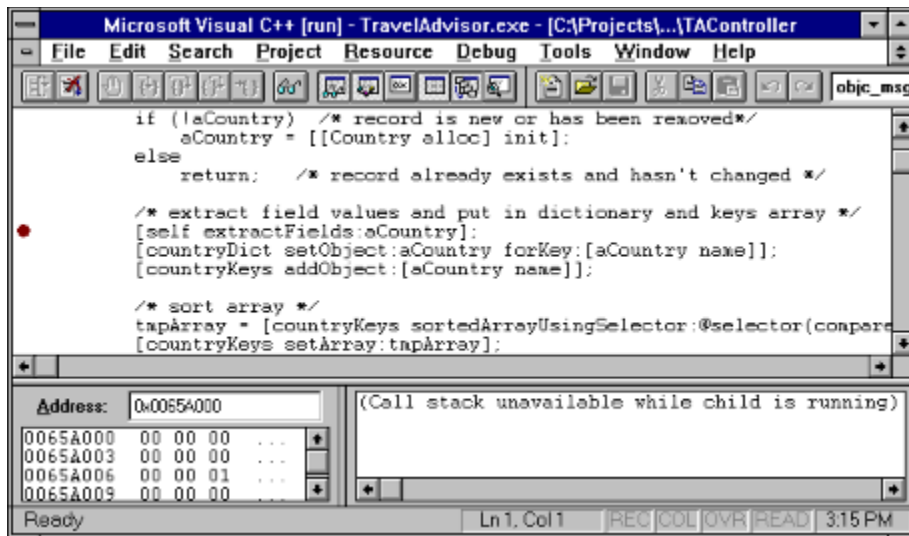 Microsoft Visual C++ [run] - TravelAdvisor.exe - [C:\Projects\...\TAController
File Edit Search Project Resource Debug Tools Window Help
objc_msg
if (!aCountry) /* record is new or has been removed*/
aCountry = [[Country alloc] init];
else
return; /* record already exists and hasn't changed */
/* extract field values and put in dictionary and keys array */
[self extractFields:aCountry];
[countryDict setObject:aCountry forKey:[aCountry name]];
[countryKeys addObject:[aCountry name]];
/* sort array */
tmpArray = [countryKeys sortedArrayUsingSelector:@selector(compare
[countryKeys setArray:tmpArray];
Address: 0x0065A000
(Call stack unavailable while child is running)
0065A000 00 00 00 ...
0065A003 00 00 00 ...
0065A006 00 00 01 ...
0065A009 00 00 00 ...
Ready Ln 1, Col 1 REC COL OVR READ 3:15 PM